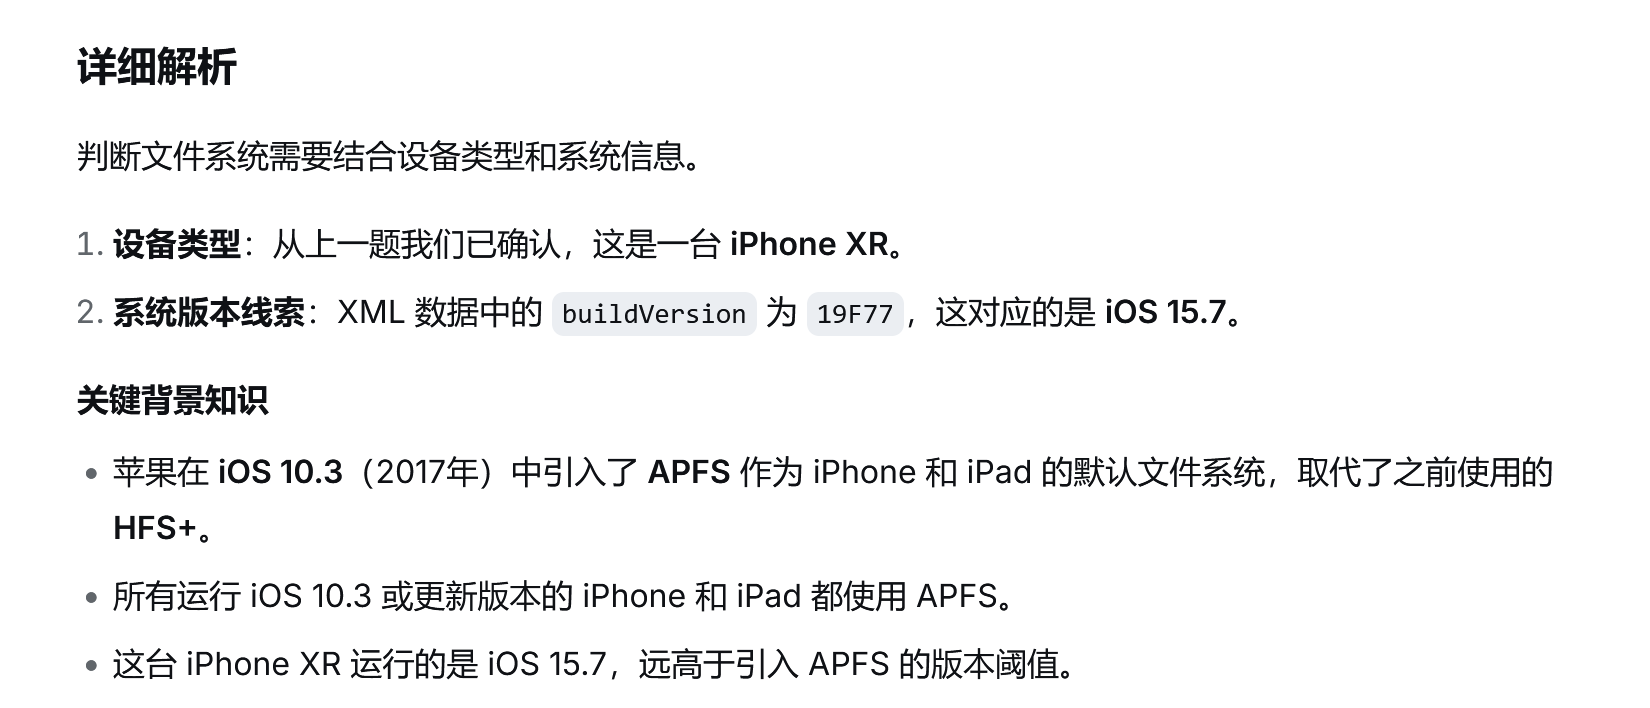 详细解析
判断文件系统需要结合设备类型和系统信息。
1. 设备类型：从上一题我们已确认，这是一台 iPhone XR。
2. 系统版本线索：XML 数据中的 buildVersion 为 19F77，这对应的是 iOS 15.7。
关键背景知识
• 苹果在 iOS 10.3（2017年）中引入了 APFS 作为 iPhone 和 iPad 的默认文件系统，取代了之前使用的
HFS+。
• 所有运行 iOS 10.3 或更新版本的 iPhone 和 iPad 都使用 APFS。
• 这台 iPhone XR 运行的是 iOS 15.7，远高于引入 APFS 的版本阈值。